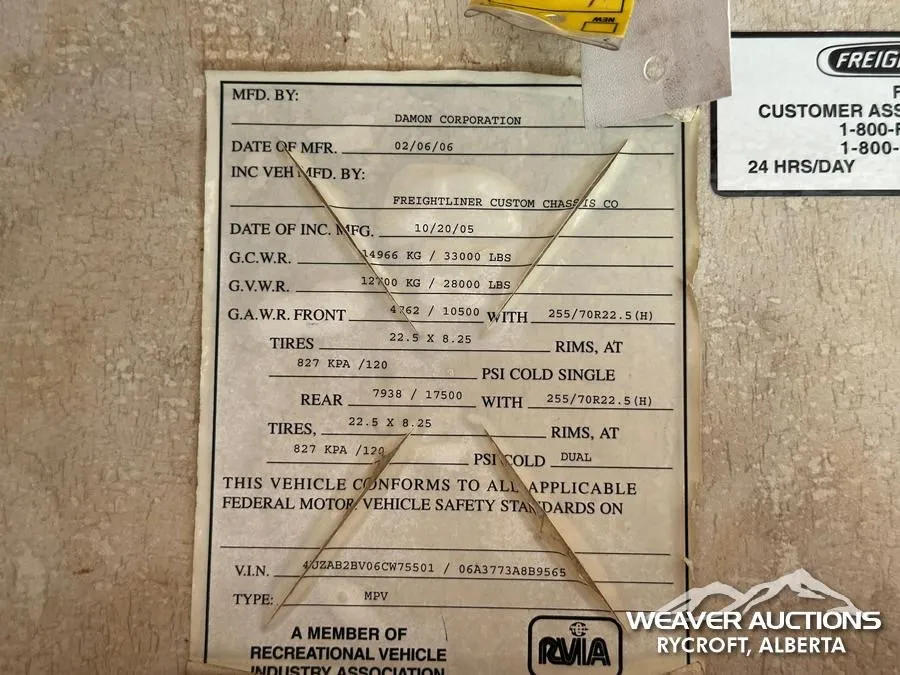 NEW
MFD. BY:
DAMON CORPORATION
DATE OF MFR. 02/06/06
INC VEH MFD. BY:
FREIGHTLINER CUSTOM CHASSIS CO
DATE OF INC. MFG. 10/20/05
G.C.W.R. 14966 KG / 33000 LBS
G.V.W.R. 12700 KG / 28000 LBS
G.A.W.R. FRONT 4762 / 10500 WITH 255/70R22.5(H)
TIRES 22.5 X 8.25 RIMS, AT
827 KPA /120 PSI COLD SINGLE
REAR 7938 / 17500 WITH 255/70R22.5(H)
TIRES, 22.5 X 8.25 RIMS, AT
827 KPA /120 PSI COLD DUAL
THIS VEHICLE CONFORMS TO ALL APPLICABLE
FEDERAL MOTOR VEHICLE SAFETY STANDARDS ON
V.I.N. 4UZAB2BV06CW75501 / 06A3773A8B9565
TYPE: MPV
A MEMBER OF
RECREATIONAL VEHICLE
INDUSTRY ASSOCIATION
RVIA
FREIG
CUSTOMER ASS
1-800-F
1-800-
24 HRS/DAY
WEAVER AUCTIONS
RYCROFT, ALBERTA